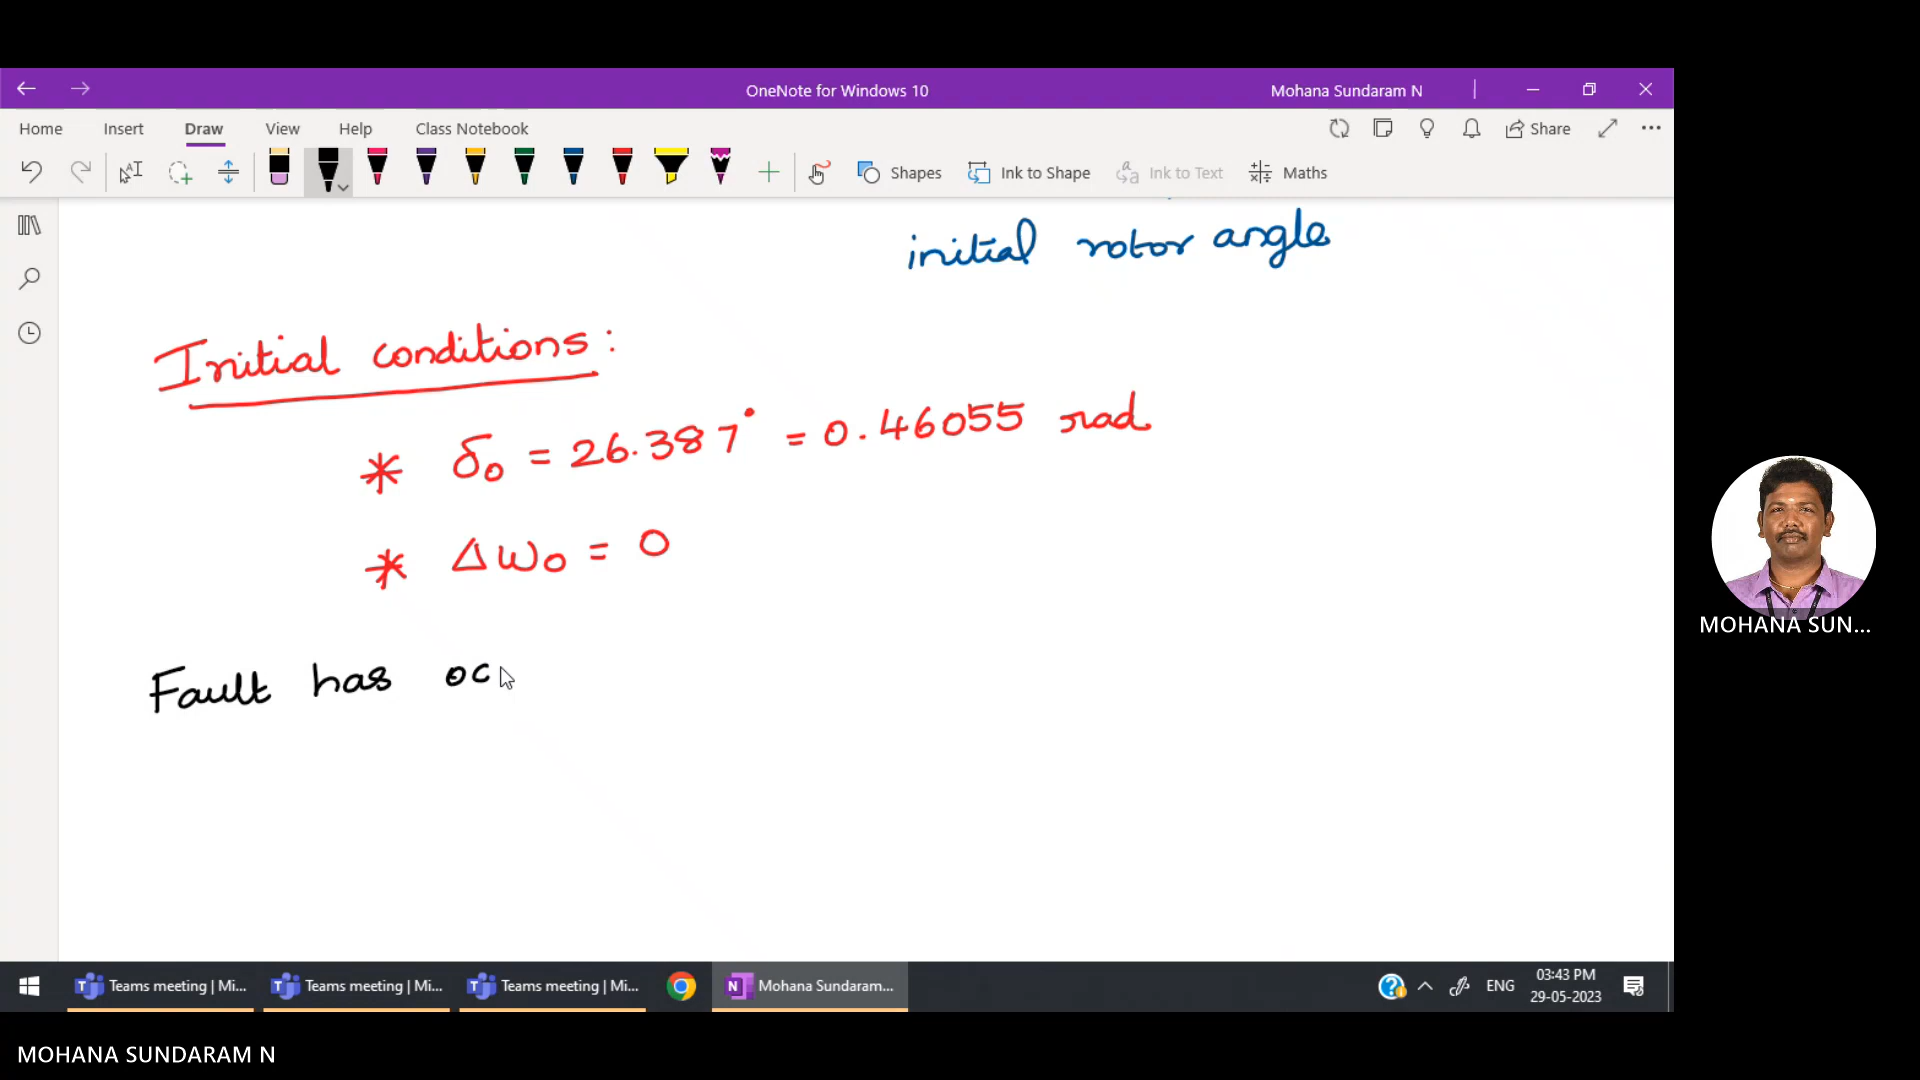 OneNote for Windows 10
Mohana Sundaram N
Home Insert Draw View Help Class Notebook
Share
Shapes Ink to Shape Ink to Text Maths
initial rotor angle
Initial conditions:
* δ0 = 26.387° = 0.46055 rad
* Δω0 = 0
Fault has oc
MOHANA SUN...
Teams meeting | Mi... Teams meeting | Mi... Teams meeting | Mi... Mohana Sundaram...
ENG
03:43 PM
29-05-2023
MOHANA SUNDARAM N